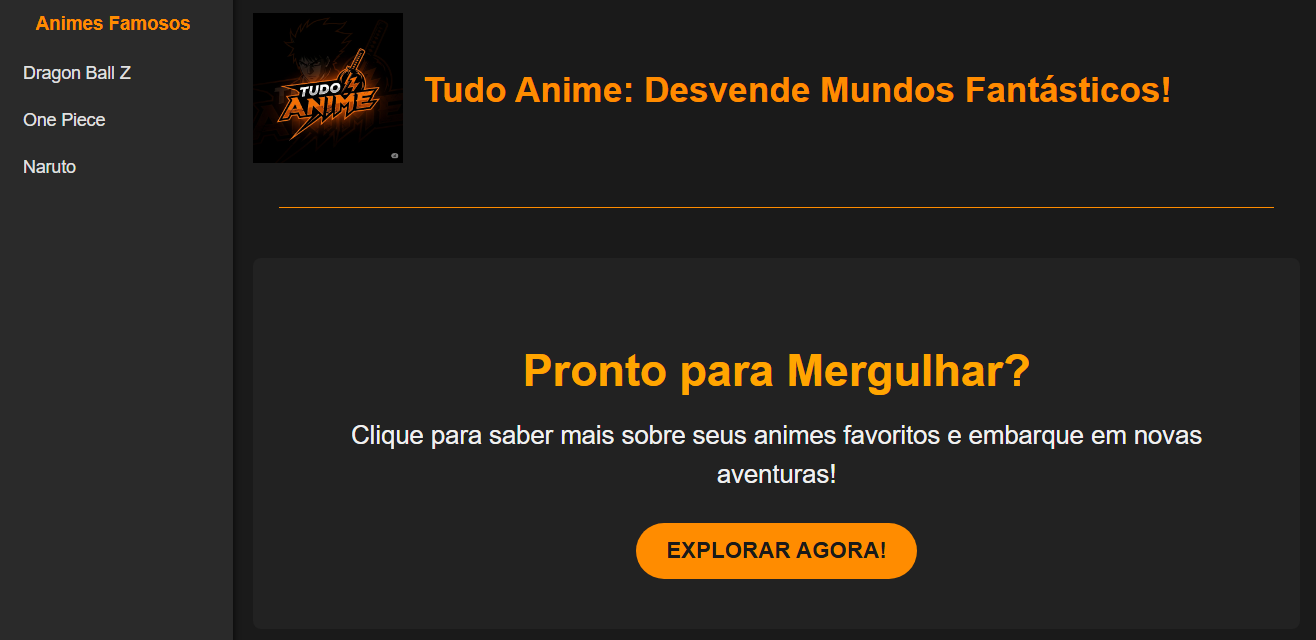 Animes Famosos
Dragon Ball Z
One Piece
Naruto
TUDO
ANIME
Tudo Anime: Desvende Mundos Fantásticos!
Pronto para Mergulhar?
Clique para saber mais sobre seus animes favoritos e embarque em novas
aventuras!
EXPLORAR AGORA!